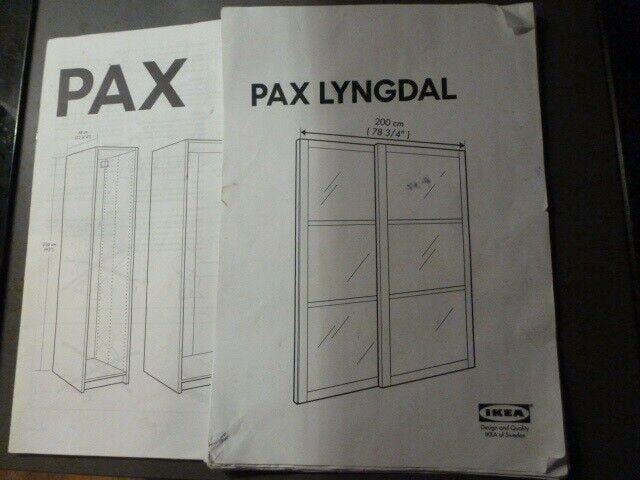 PAX
PAX LYNGDAL
200 cm
( 78 3/4" )
IKEA
Design and Quality
IKEA of Sweden